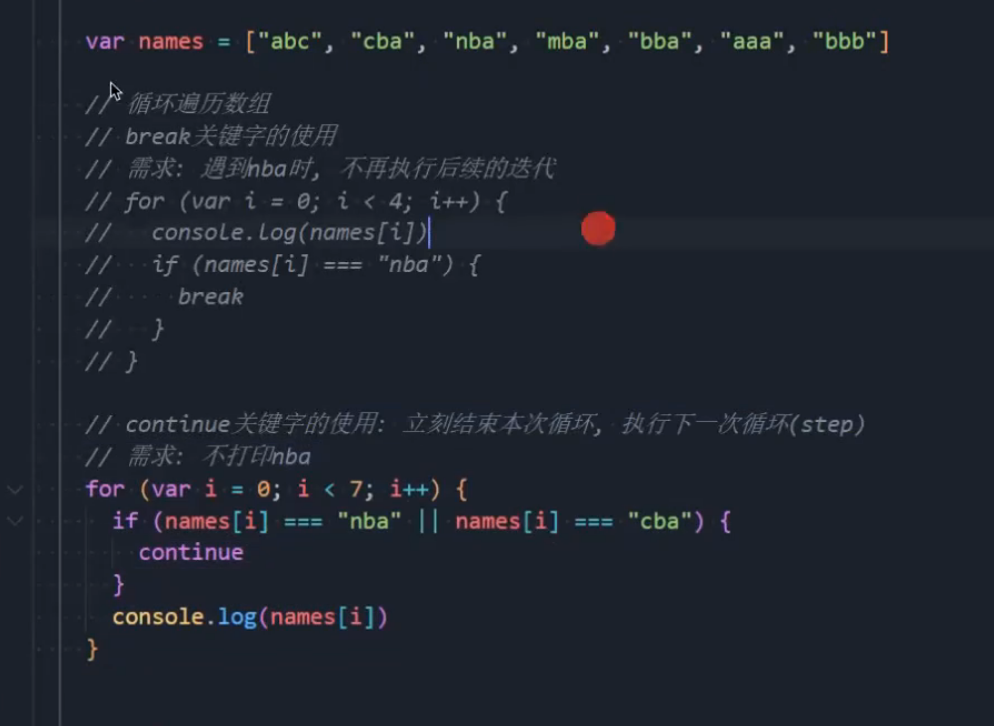 var names = ["abc", "cba", "nba", "mba", "bba", "aaa", "bbb"]
// 循环遍历数组
// break关键字的使用
// 需求: 遇到nba时, 不再执行后续的迭代
// for (var i = 0; i < 4; i++) {
//   console.log(names[i])
//   if (names[i] === "nba") {
//     break
//   }
// }
// continue关键字的使用: 立刻结束本次循环, 执行下一次循环(step)
// 需求: 不打印nba
for (var i = 0; i < 7; i++) {
  if (names[i] === "nba" || names[i] === "cba") {
    continue
  }
  console.log(names[i])
}